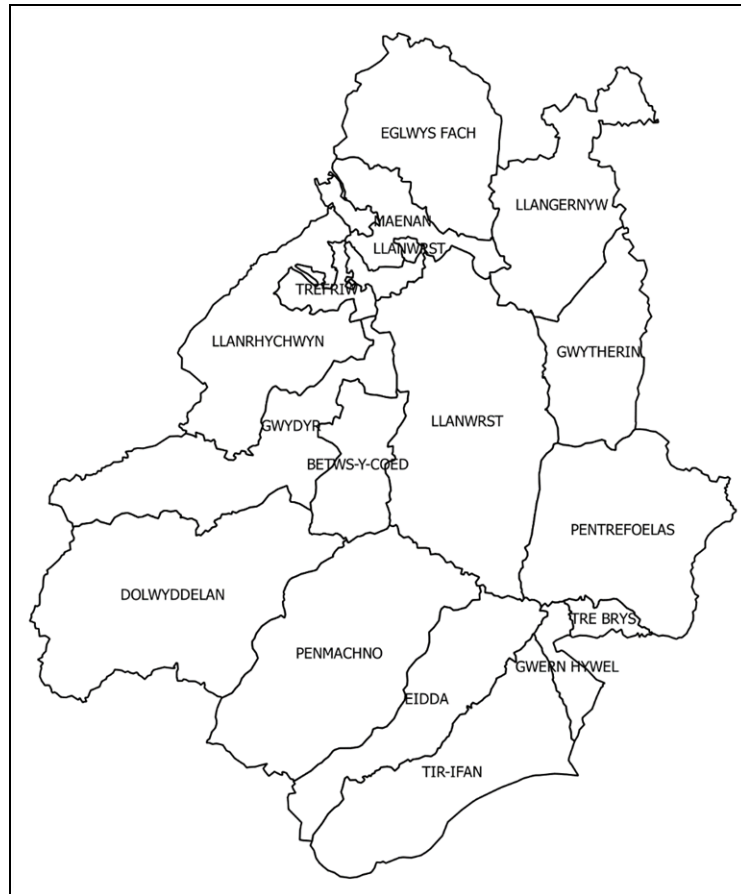 EGLWYS FACH
LLANGERNYW
MAENAN
LLANWRST
TREFRIW
LLANRHYCHWYN
GWYTHERIN
GWYDYR
LLANWRST
BETWS-Y-COED
PENTREFOELAS
DOLWYDDELAN
TRE BRYS
PENMACHNO
GWERN HYWEL
EIDDA
TIR-IFAN